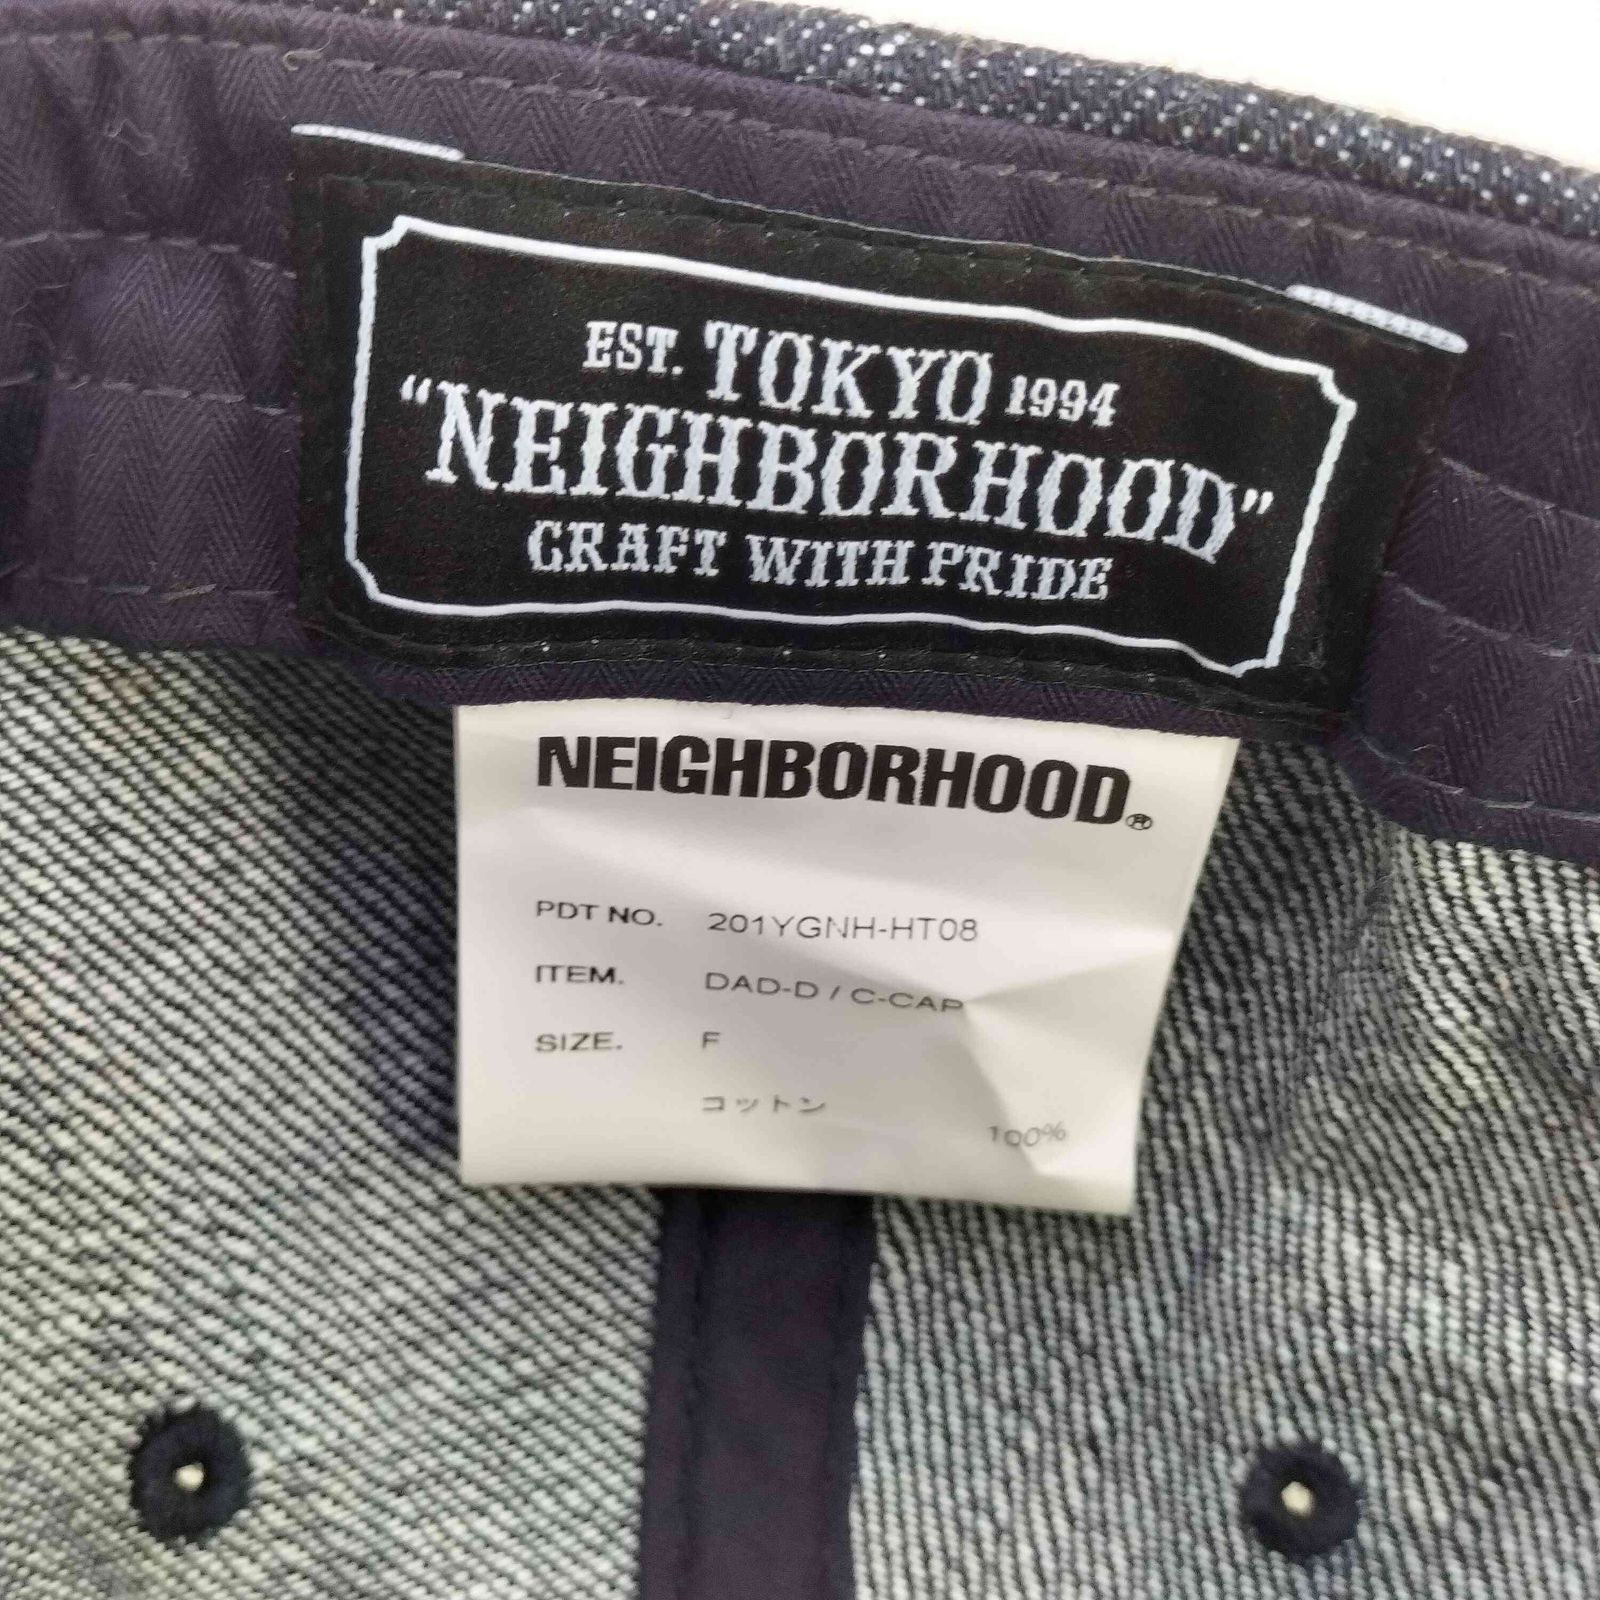 EST. TOKYO 1994
“NEIGHBORHOOD”
CRAFT WITH PRIDE
NEIGHBORHOOD®
PDT NO. 201YGNH-HT08
ITEM. DAD-D / C-CAP
SIZE. F
コットン 100%